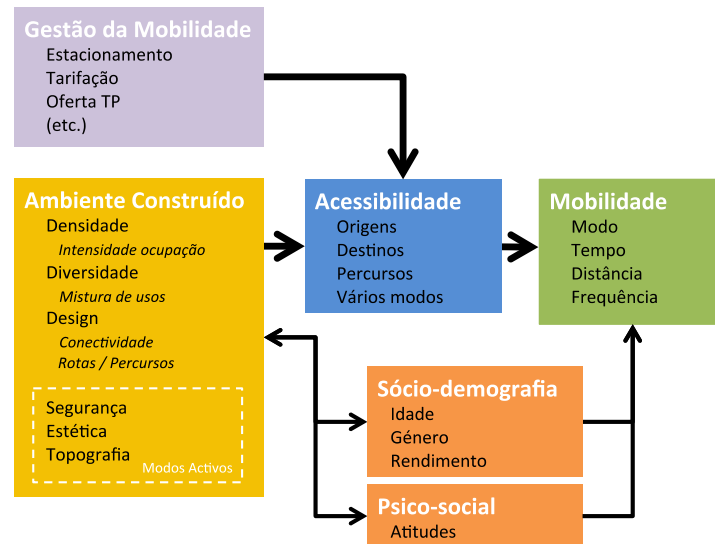 Gestão da Mobilidade
Estacionamento
Tarifação
Oferta TP
(etc.)
Ambiente Construído
Densidade
Intensidade ocupação
Diversidade
Mistura de usos
Design
Conectividade
Rotas / Percursos
Segurança
Estética
Topografia
Modos Activos
Acessibilidade
Origens
Destinos
Percursos
Vários modos
Mobilidade
Modo
Tempo
Distância
Frequência
Sócio-demografia
Idade
Género
Rendimento
Psico-social
Atitudes